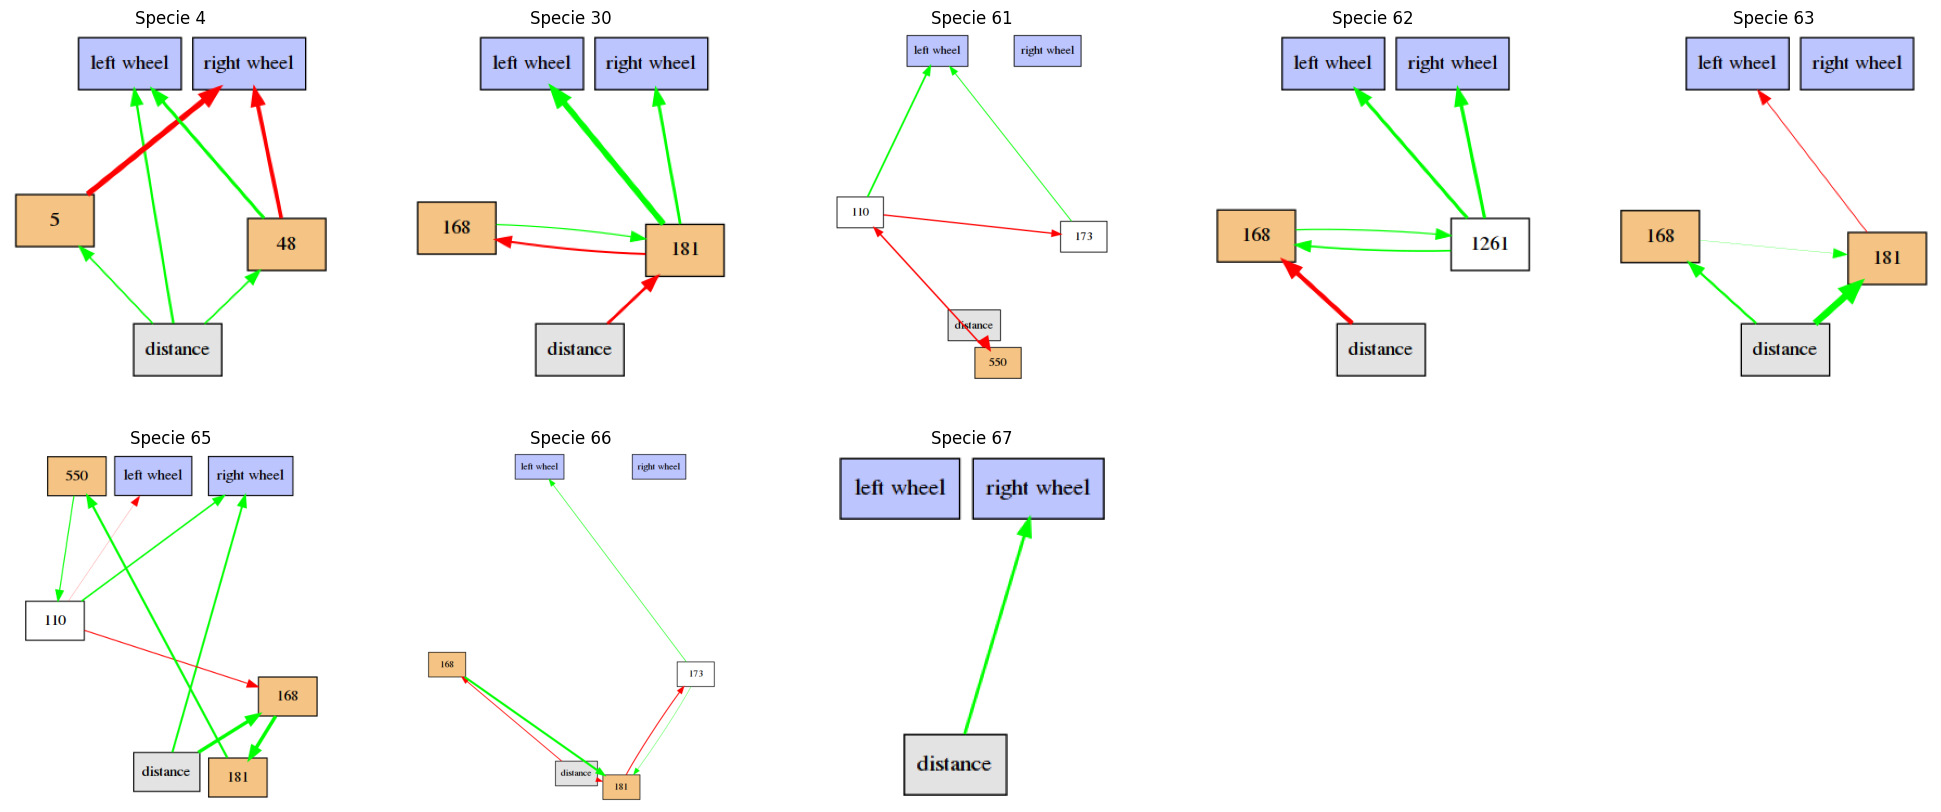 Specie 4
left wheel
right wheel
5
48
distance
Specie 30
left wheel
right wheel
168
181
distance
Specie 61
left wheel
right wheel
110
173
distance
550
Specie 62
left wheel
right wheel
168
1261
distance
Specie 63
left wheel
right wheel
168
181
distance
Specie 65
550
left wheel
right wheel
110
168
distance
181
Specie 66
left wheel
right wheel
168
173
distance
181
Specie 67
left wheel
right wheel
distance